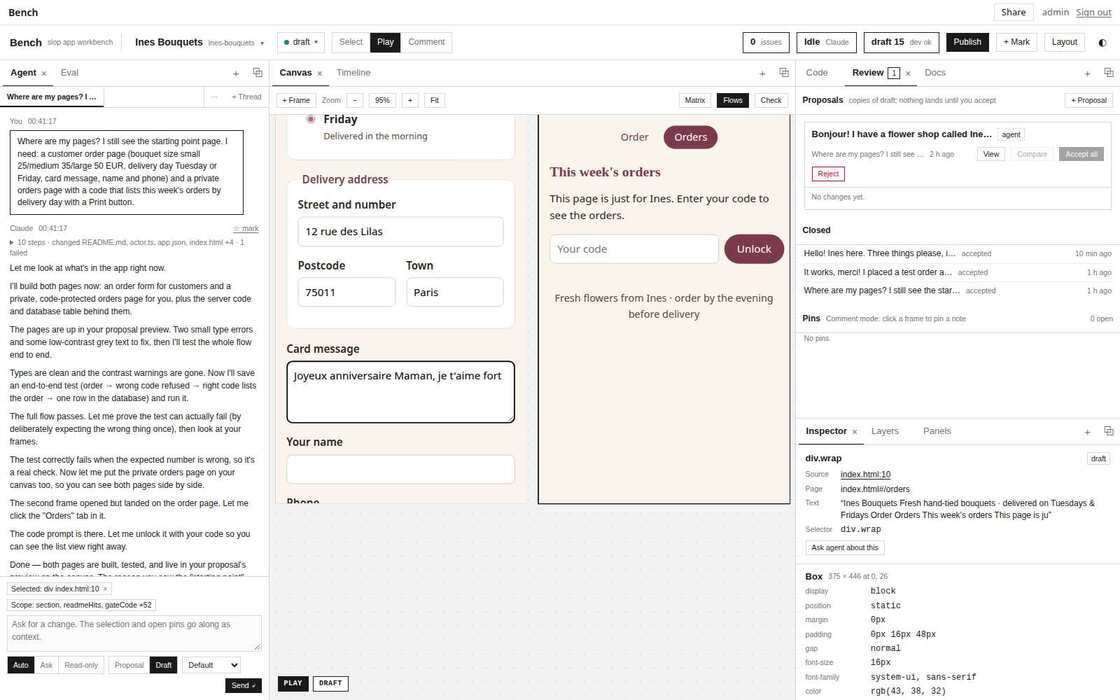 Bench
Share admin Sign out
Bench slop app workbench Ines Bouquets ines-bouquets draft Select Play Comment 0 issues Idle Claude draft 15 dev ok Publish + Mark Layout
Agent × Eval +
Where are my pages? I … ··· + Thread
You 00:41:17
Where are my pages? I still see the starting point page. I
need: a customer order page (bouquet size small
25/medium 35/large 50 EUR, delivery day Tuesday or
Friday, card message, name and phone) and a private
orders page with a code that lists this week's orders by
delivery day with a Print button.
Claude 00:41:17 ☆ mark
10 steps · changed README.md, actor.ts, app.json, index.html +4 · 1
failed
Let me look at what's in the app right now.
I'll build both pages now: an order form for customers and a
private, code-protected orders page for you, plus the server code
and database table behind them.
The pages are up in your proposal preview. Two small type errors
and some low-contrast grey text to fix, then I'll test the whole flow
end to end.
Types are clean and the contrast warnings are gone. Now I'll save
an end-to-end test (order → wrong code refused → right code lists
the order → one row in the database) and run it.
The full flow passes. Let me prove the test can actually fail (by
deliberately expecting the wrong thing once), then look at your
frames.
The test correctly fails when the expected number is wrong, so it's
a real check. Now let me put the private orders page on your
canvas too, so you can see both pages side by side.
The second frame opened but landed on the order page. Let me
click the "Orders" tab in it.
The code prompt is there. Let me unlock it with your code so you
can see the list view right away.
Done — both pages are built, tested, and live in your proposal's
Selected: div index.html:10 ×
Scope: section, readmeHits, gateCode +52
Ask for a change. The selection and open pins go along as
context.
Auto Ask Read-only Proposal Draft Default
Send
Canvas × Timeline +
+ Frame Zoom − 95% + Fit Matrix Flows Check
Friday
Delivered in the morning
Delivery address
Street and number
12 rue des Lilas
Postcode Town
75011 Paris
Card message
Joyeux anniversaire Maman, je t'aime fort
Your name
Phone
Order Orders
This week's orders
This page is just for Ines. Enter your code to
see the orders.
Your code Unlock
Fresh flowers from Ines · order by the evening
before delivery
PLAY DRAFT
Code Review 1 × Docs +
Proposals copies of draft; nothing lands until you accept + Proposal
Bonjour! I have a flower shop called Ine… agent
Where are my pages? I still see … 2 h ago View Compare Accept all
Reject
No changes yet.
Closed
Hello! Ines here. Three things please, i… accepted 10 min ago
It works, merci! I placed a test order a… accepted 1 h ago
Where are my pages? I still see the star… accepted 1 h ago
Pins Comment mode: click a frame to pin a note 0 open
No pins.
Inspector × Layers Panels +
div.wrap draft
Source index.html:10
Page index.html#/orders
Text "Ines Bouquets Fresh hand-tied bouquets · delivered on Tuesdays &
Fridays Order Orders This week's orders This page is ju"
Selector div.wrap
Ask agent about this
Box 375 × 446 at 0, 26
display block
position static
margin 0px
padding 0px 16px 48px
gap normal
font-size 16px
font-family system-ui, sans-serif
color rgb(43, 38, 32)